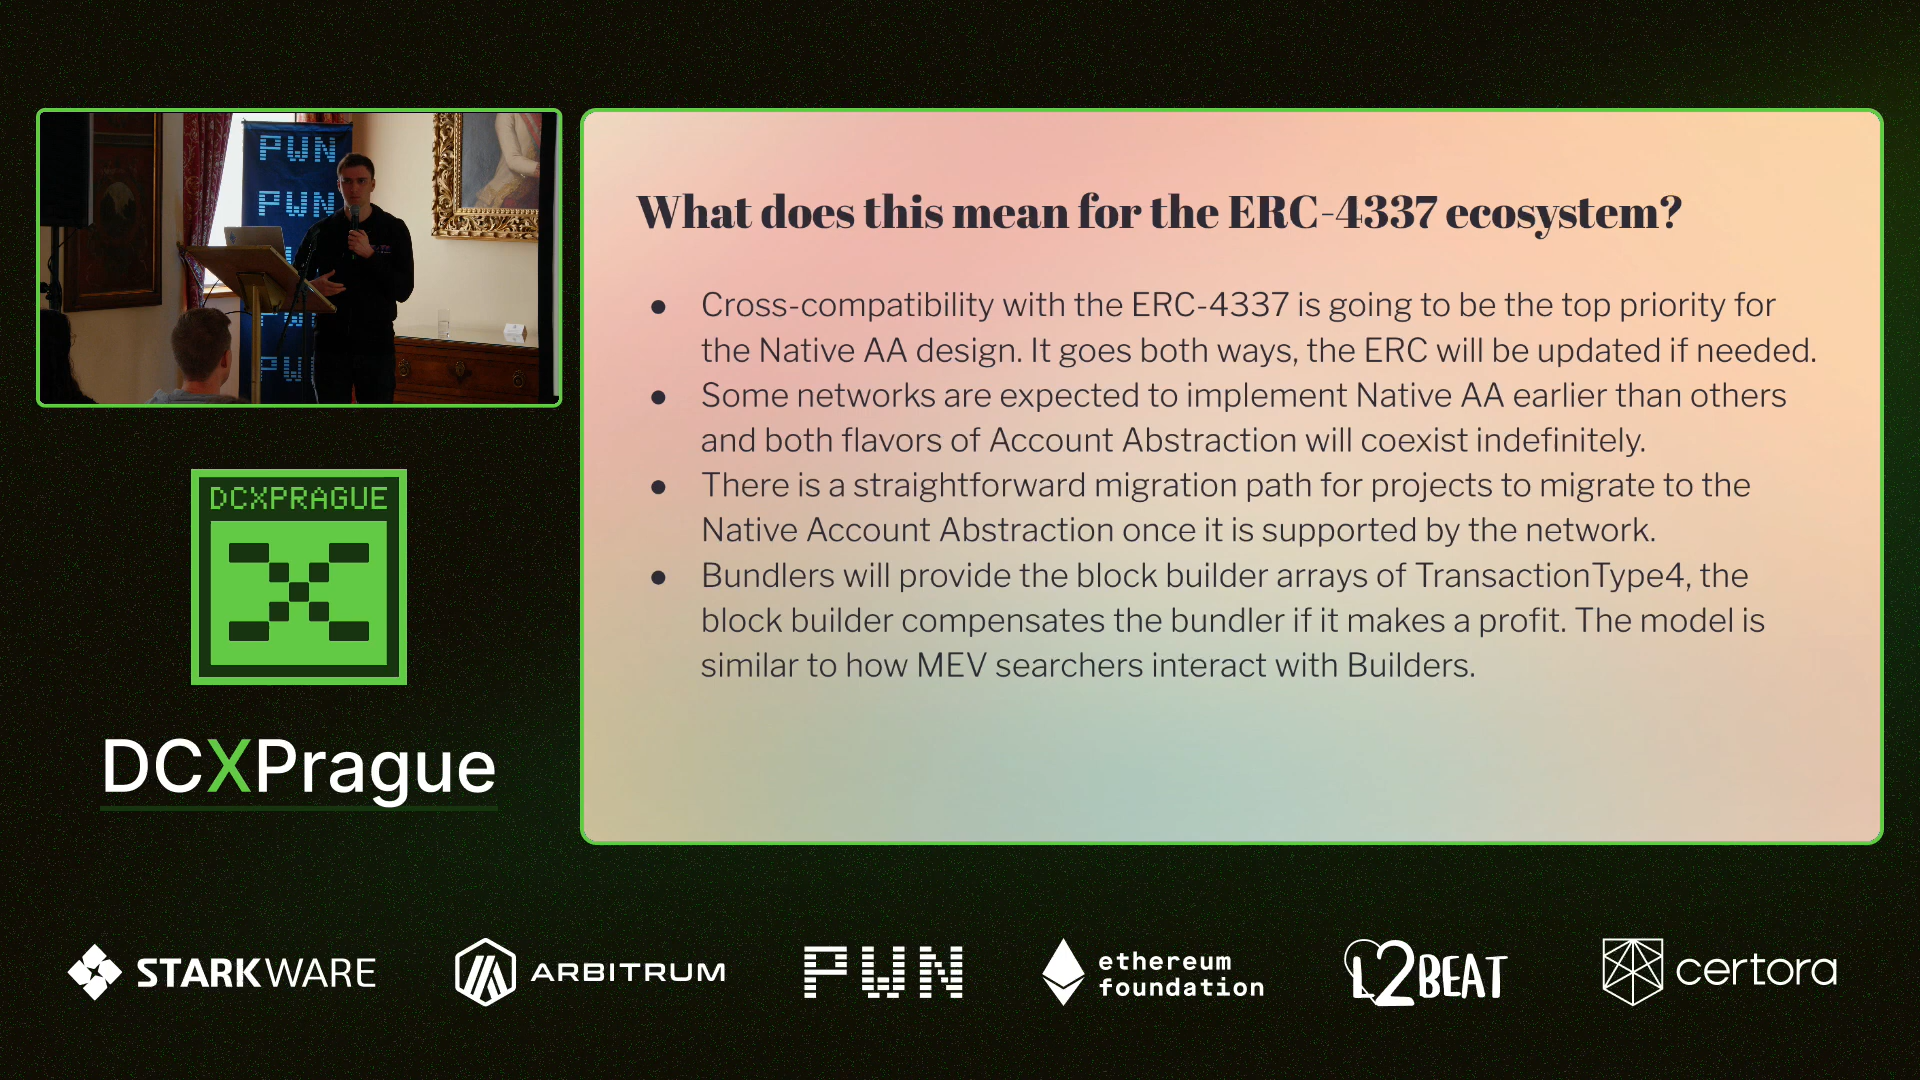 PWN
PWN
PWN
PWN
What does this mean for the ERC-4337 ecosystem?
● Cross-compatibility with the ERC-4337 is going to be the top priority for
the Native AA design. It goes both ways, the ERC will be updated if needed.
● Some networks are expected to implement Native AA earlier than others
and both flavors of Account Abstraction will coexist indefinitely.
● There is a straightforward migration path for projects to migrate to the
Native Account Abstraction once it is supported by the network.
● Bundlers will provide the block builder arrays of TransactionType4, the
block builder compensates the bundler if it makes a profit. The model is
similar to how MEV searchers interact with Builders.
DCXPRAGUE
DCXPrague
STARKWARE
ARBITRUM
PWN
ethereum
foundation
L2BEAT
certora